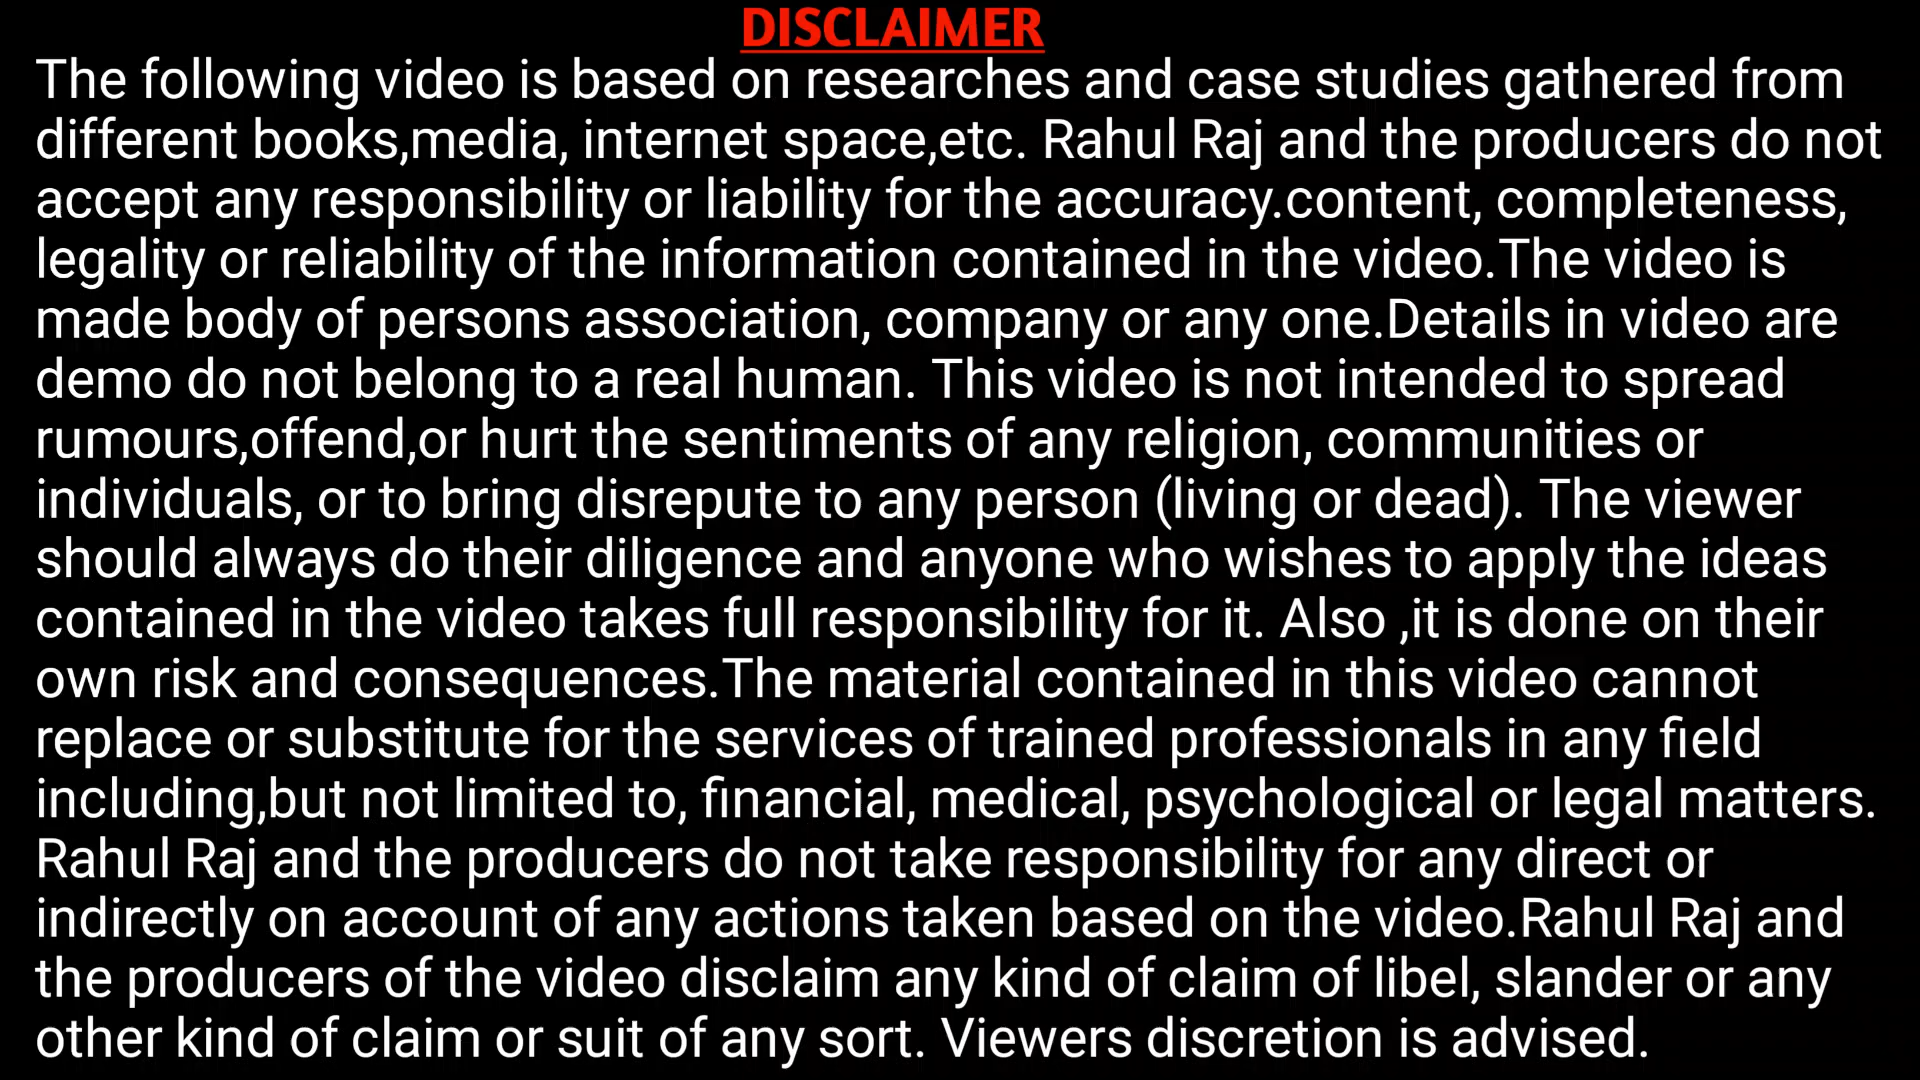 DISCLAIMER
The following video is based on researches and case studies gathered from
different books,media, internet space,etc. Rahul Raj and the producers do not
accept any responsibility or liability for the accuracy.content, completeness,
legality or reliability of the information contained in the video.The video is
made body of persons association, company or any one.Details in video are
demo do not belong to a real human. This video is not intended to spread
rumours,offend,or hurt the sentiments of any religion, communities or
individuals, or to bring disrepute to any person (living or dead). The viewer
should always do their diligence and anyone who wishes to apply the ideas
contained in the video takes full responsibility for it. Also ,it is done on their
own risk and consequences.The material contained in this video cannot
replace or substitute for the services of trained professionals in any field
including,but not limited to, financial, medical, psychological or legal matters.
Rahul Raj and the producers do not take responsibility for any direct or
indirectly on account of any actions taken based on the video.Rahul Raj and
the producers of the video disclaim any kind of claim of libel, slander or any
other kind of claim or suit of any sort. Viewers discretion is advised.